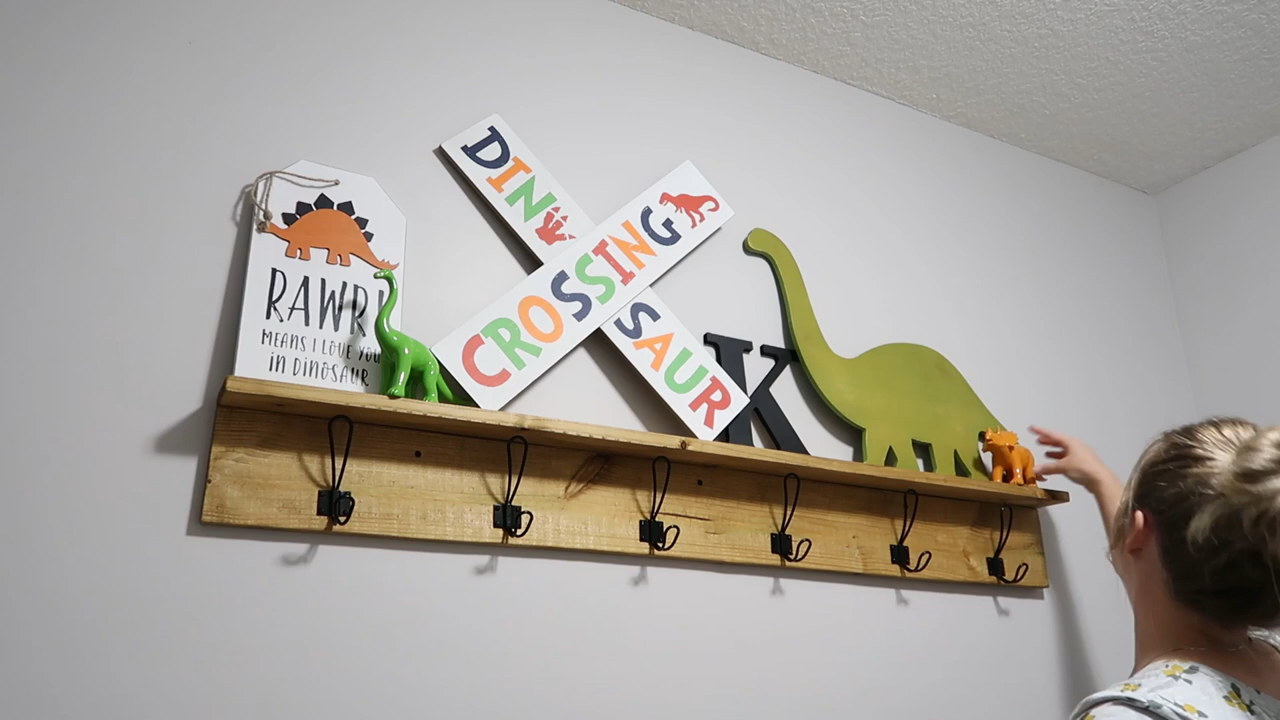 RAWR!
MEANS I LOVE YOU
in DINOSAUR
DINO
SAUR
CROSSING
K